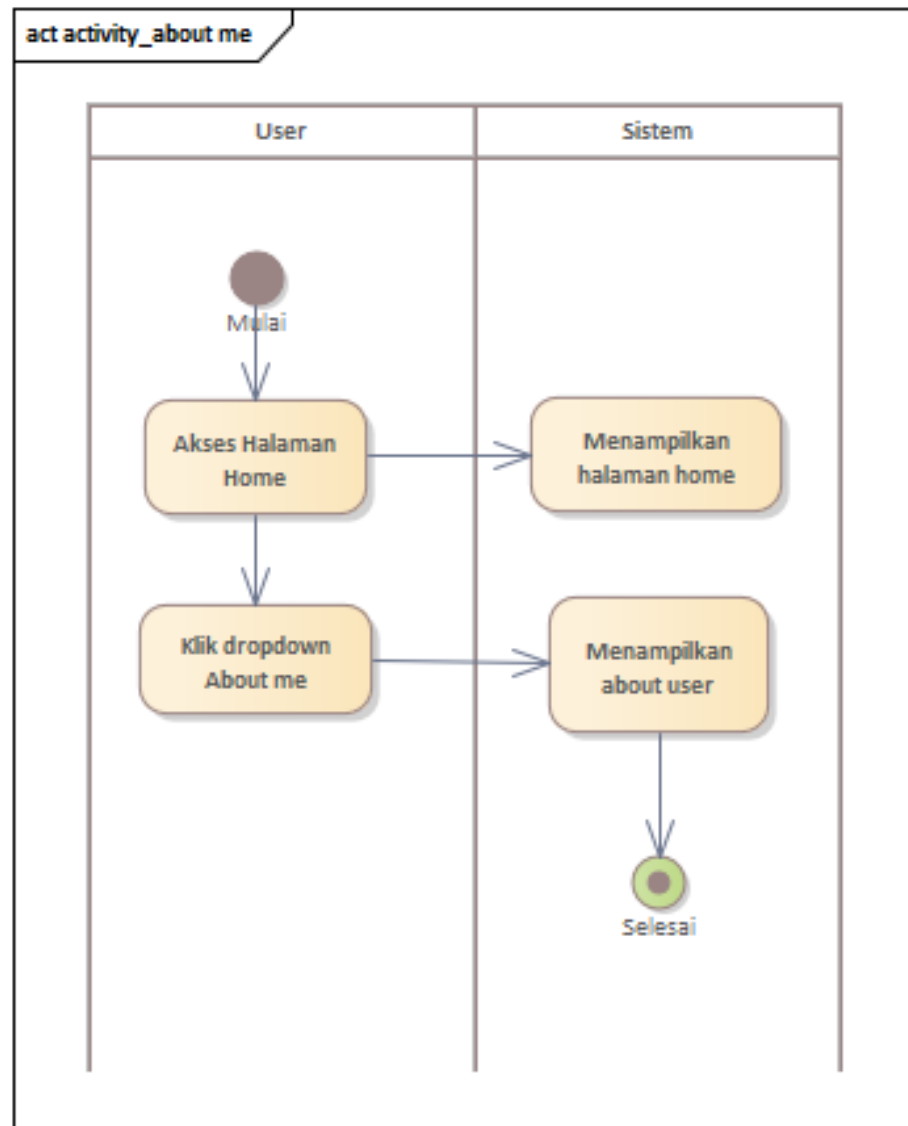 act activity_about me
User
Sistem
Mulai
Akses Halaman
Home
Menampilkan
halaman home
Klik dropdown
About me
Menampilkan
about user
Selesai